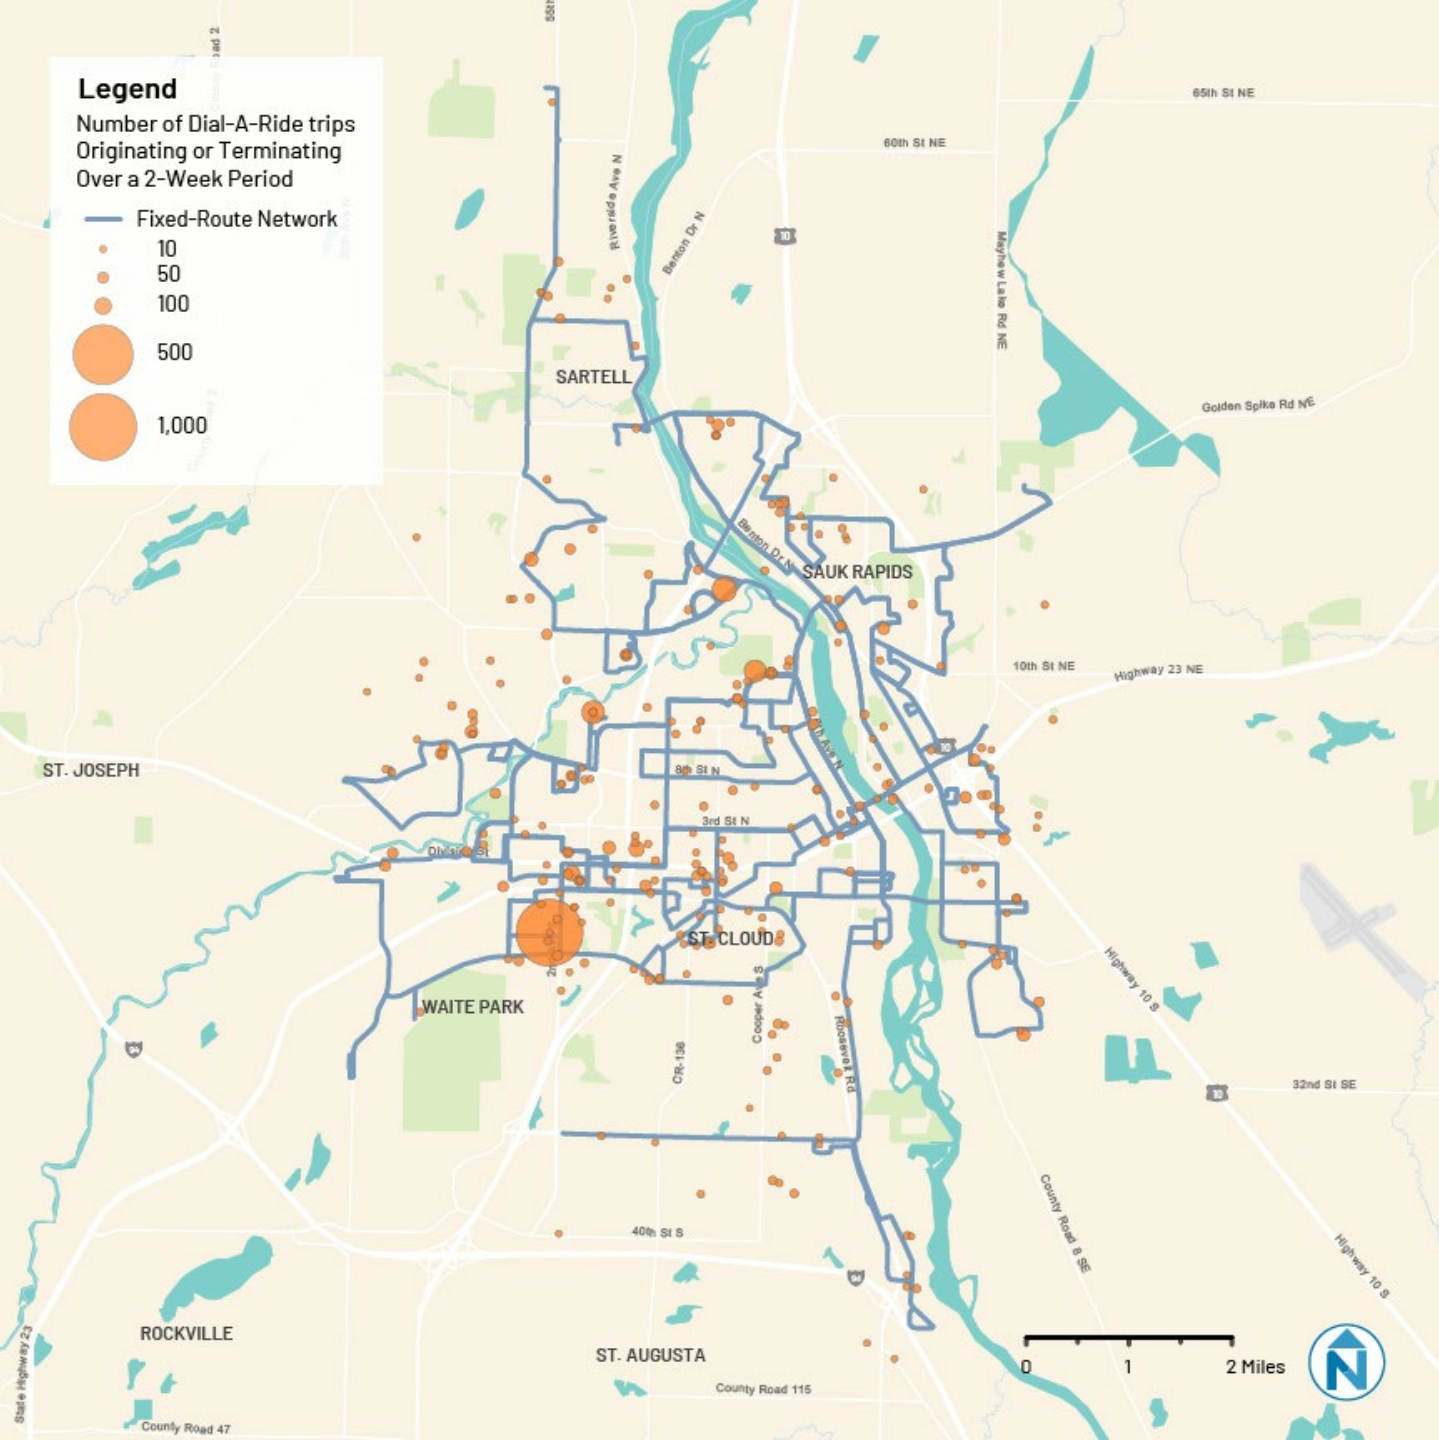 55th
65th St NE
60th St NE
Legend
Number of Dial-A-Ride trips
Originating or Terminating
Over a 2-Week Period
Fixed-Route Network
10
50
100
500
1,000
Riverside Ave N
Benton Dr N
10
Mayhew Lake Rd NE
Golden Spike Rd NE
SARTELL
Benton Dr N
SAUK RAPIDS
10th St NE
Highway 23 NE
10
ST. JOSEPH
8th St N
3rd St N
Division St
ST. CLOUD
WAITE PARK
Cooper Ave S
CR-136
Roosevelt Rd
Highway 10 S
94
10
32nd St SE
County Road 8 SE
40th St S
94
Highway 10 S
ROCKVILLE
ST. AUGUSTA
State Highway 23
County Road 115
County Road 47
0
1
2 Miles
N